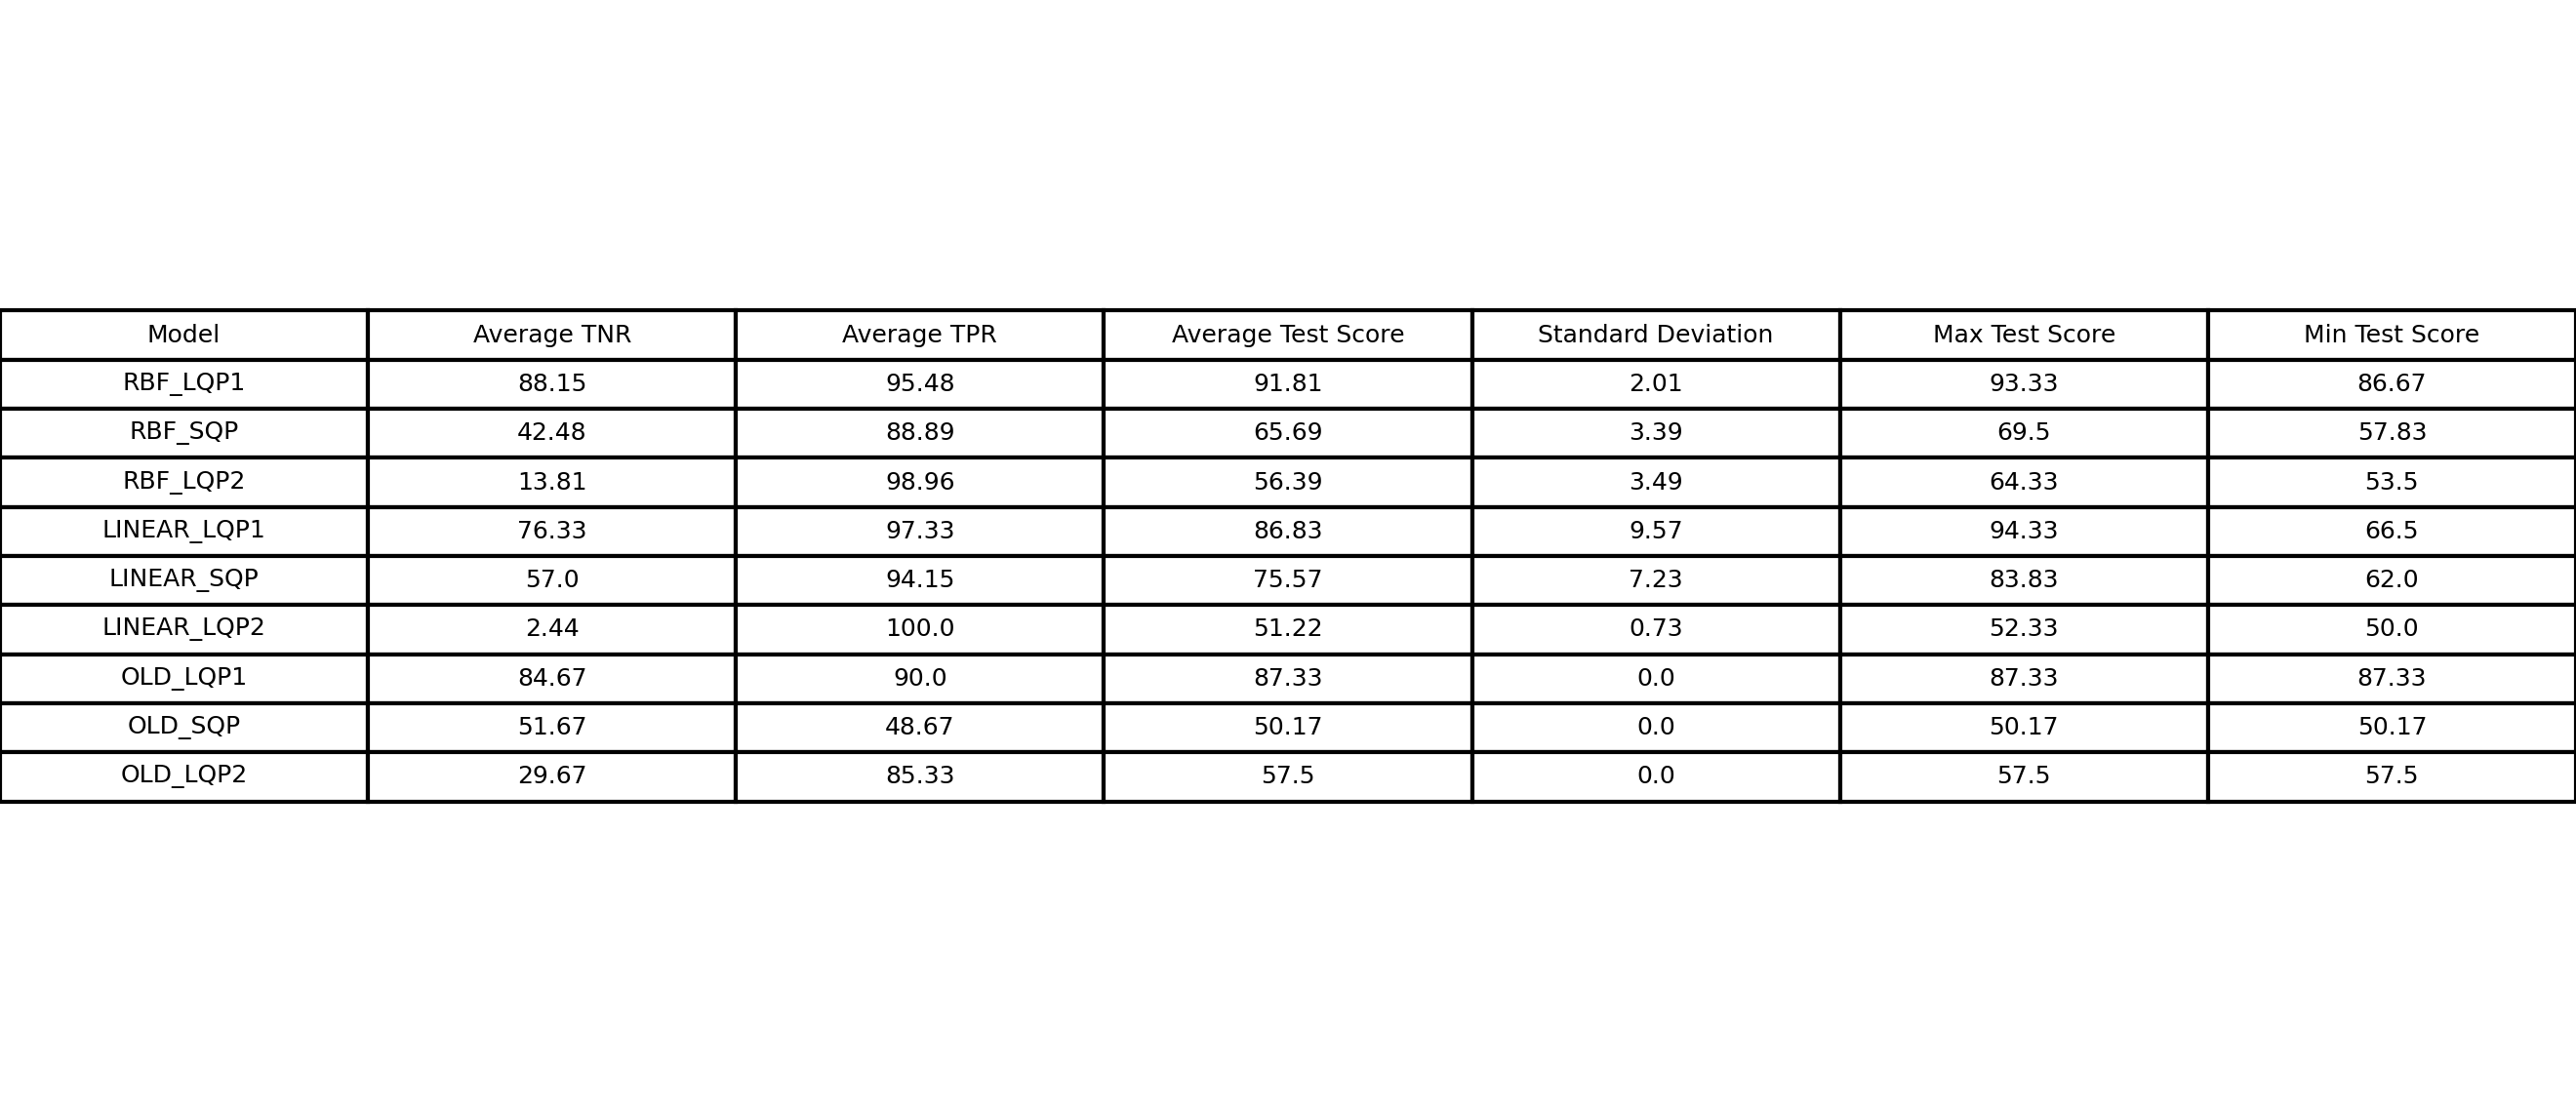 Model Average TNR Average TPR Average Test Score Standard Deviation Max Test Score Min Test Score
RBF_LQP1 88.15 95.48 91.81 2.01 93.33 86.67
RBF_SQP 42.48 88.89 65.69 3.39 69.5 57.83
RBF_LQP2 13.81 98.96 56.39 3.49 64.33 53.5
LINEAR_LQP1 76.33 97.33 86.83 9.57 94.33 66.5
LINEAR_SQP 57.0 94.15 75.57 7.23 83.83 62.0
LINEAR_LQP2 2.44 100.0 51.22 0.73 52.33 50.0
OLD_LQP1 84.67 90.0 87.33 0.0 87.33 87.33
OLD_SQP 51.67 48.67 50.17 0.0 50.17 50.17
OLD_LQP2 29.67 85.33 57.5 0.0 57.5 57.5